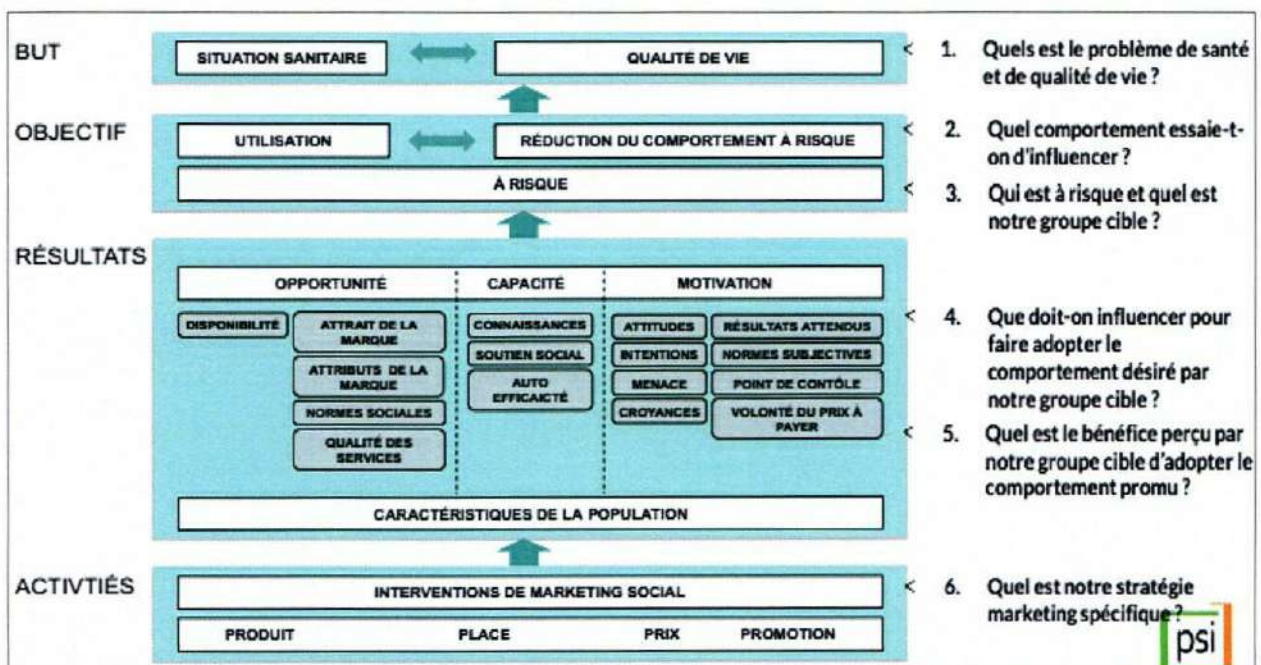 BUT
SITUATION SANITAIRE
QUALITÉ DE VIE
< 1. Quels est le problème de santé
et de qualité de vie ?
OBJECTIF
UTILISATION
RÉDUCTION DU COMPORTEMENT À RISQUE
< 2. Quel comportement essaie-t-
on d'influencer ?
À RISQUE
< 3. Qui est à risque et quel est
notre groupe cible ?
RÉSULTATS
OPPORTUNITÉ
CAPACITÉ
MOTIVATION
DISPONIBILITÉ
ATTRAIT DE LA
MARQUE
ATTRIBUTS DE LA
MARQUE
NORMES SOCIALES
QUALITÉ DES
SERVICES
CONNAISSANCES
SOUTIEN SOCIAL
AUTO
EFFICAICTÉ
ATTITUDES
INTENTIONS
MENACE
CROYANCES
RÉSULTATS ATTENDUS
NORMES SUBJECTIVES
POINT DE CONTÔLE
VOLONTÉ DU PRIX À
PAYER
< 4. Que doit-on influencer pour
faire adopter le
comportement désiré par
notre groupe cible ?
< 5. Quel est le bénéfice perçu par
notre groupe cible d'adopter le
comportement promu ?
CARACTÉRISTIQUES DE LA POPULATION
ACTIVTIÉS
INTERVENTIONS DE MARKETING SOCIAL
< 6. Quel est notre stratégie
marketing spécifique ?
PRODUIT
PLACE
PRIX
PROMOTION
psi